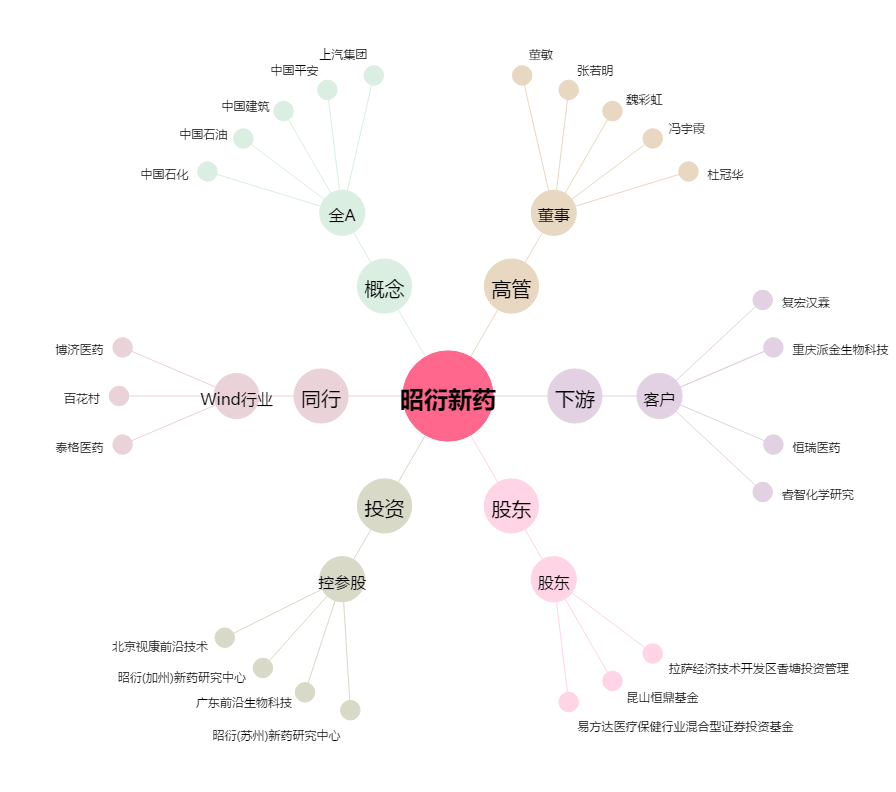 上汽集团
中国平安
中国建筑
中国石油
中国石化
全A
概念
董敏
张若明
魏彩虹
冯宇霞
杜冠华
董事
高管
博济医药
百花村
泰格医药
Wind行业
同行
昭衍新药
下游
客户
复宏汉霖
重庆派金生物科技
恒瑞医药
睿智化学研究
投资
控参股
北京视康前沿技术
昭衍(加州)新药研究中心
广东前沿生物科技
昭衍(苏州)新药研究中心
股东
股东
拉萨经济技术开发区香塘投资管理
昆山恒鼎基金
易方达医疗保健行业混合型证券投资基金